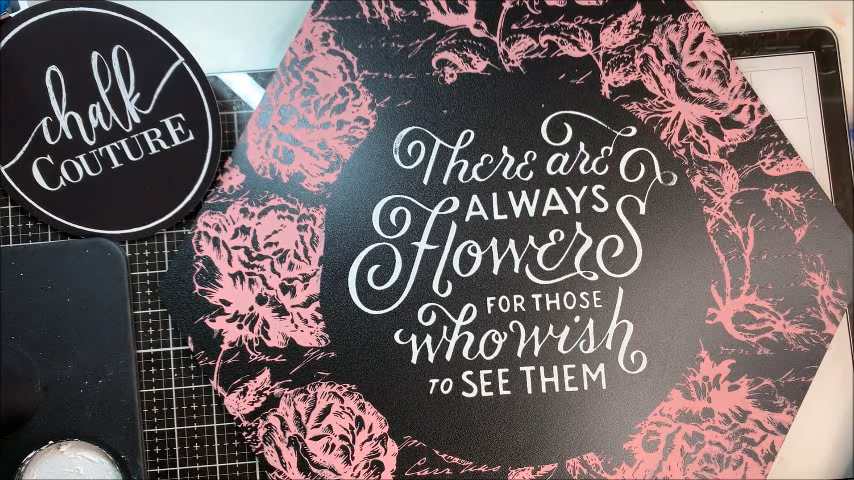 chalk
COUTURE
There are
ALWAYS
Flowers
FOR THOSE
who wish
TO SEE THEM